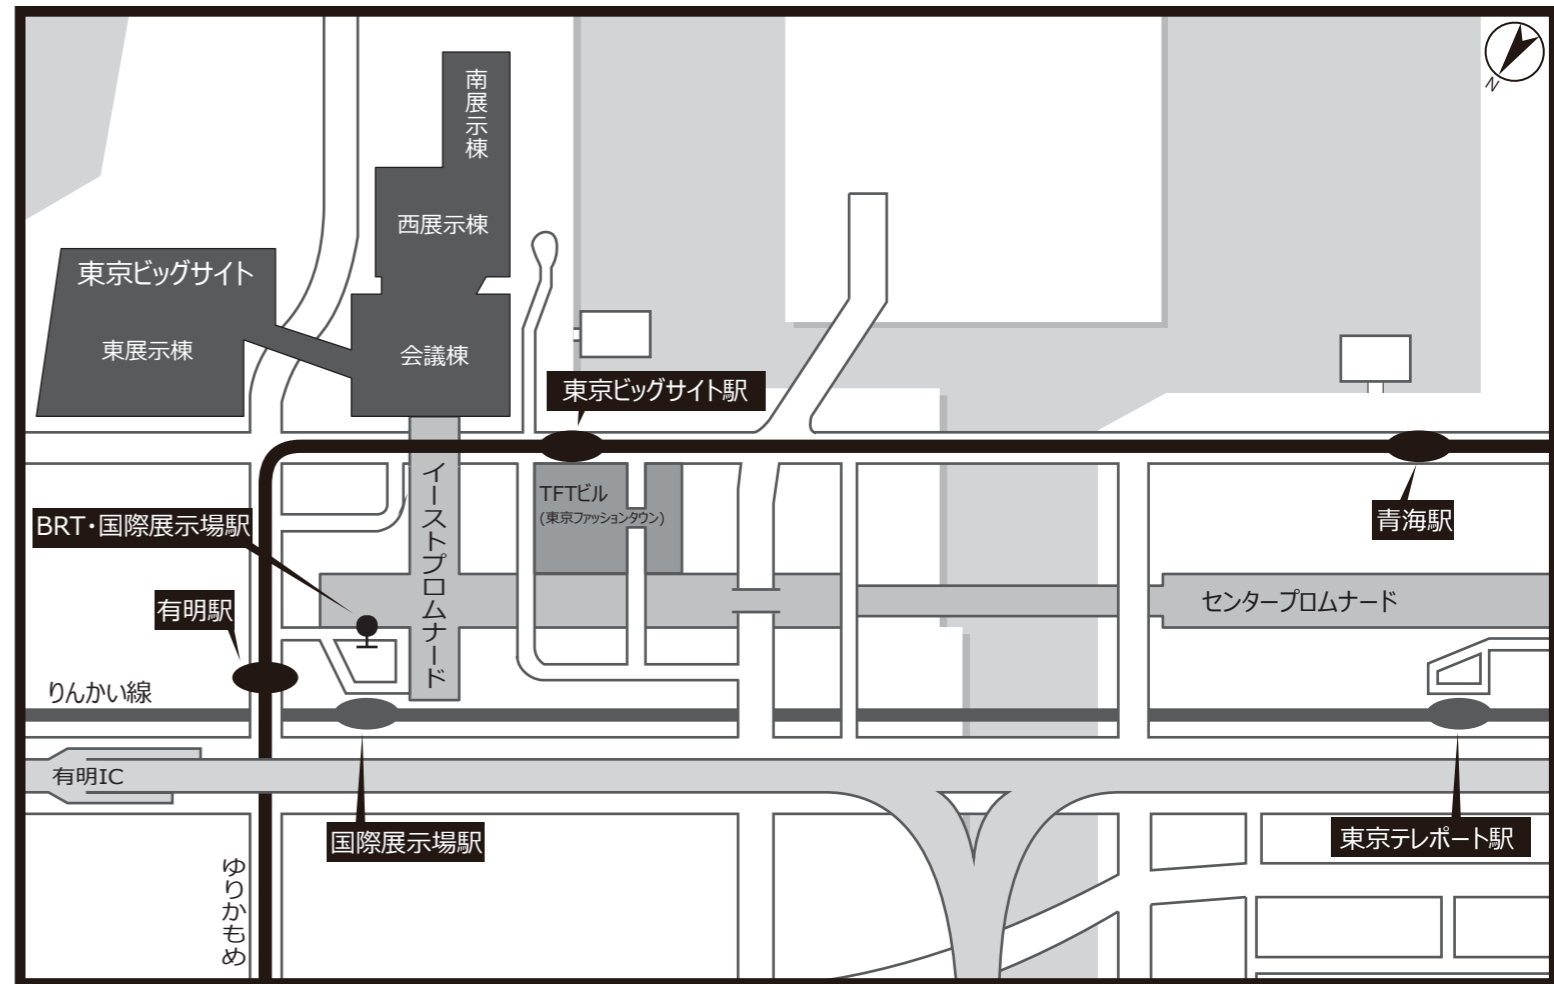 N
南展示棟
西展示棟
東京ビッグサイト
東展示棟
会議棟
東京ビッグサイト駅
イーストプロムナード
TFTビル
(東京ファッションタウン)
青海駅
BRT・国際展示場駅
有明駅
センタープロムナード
りんかい線
有明IC
国際展示場駅
東京テレポート駅
ゆりかもめ